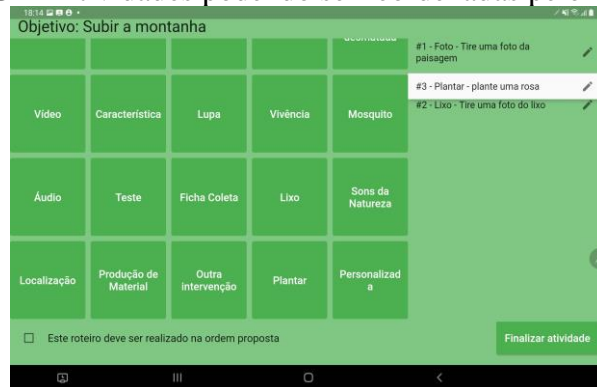 18:14
Objetivo: Subir a montanha
#1 - Foto - Tire uma foto da
paisagem
#3 - Plantar - plante uma rosa
#2 - Lixo - Tire uma foto do lixo
Vídeo
Característica
Lupa
Vivência
Mosquito
Áudio
Teste
Ficha Coleta
Lixo
Sons da
Natureza
Localização
Produção de
Material
Outra
intervenção
Plantar
Personalizad
a
Este roteiro deve ser realizado na ordem proposta
Finalizar atividade